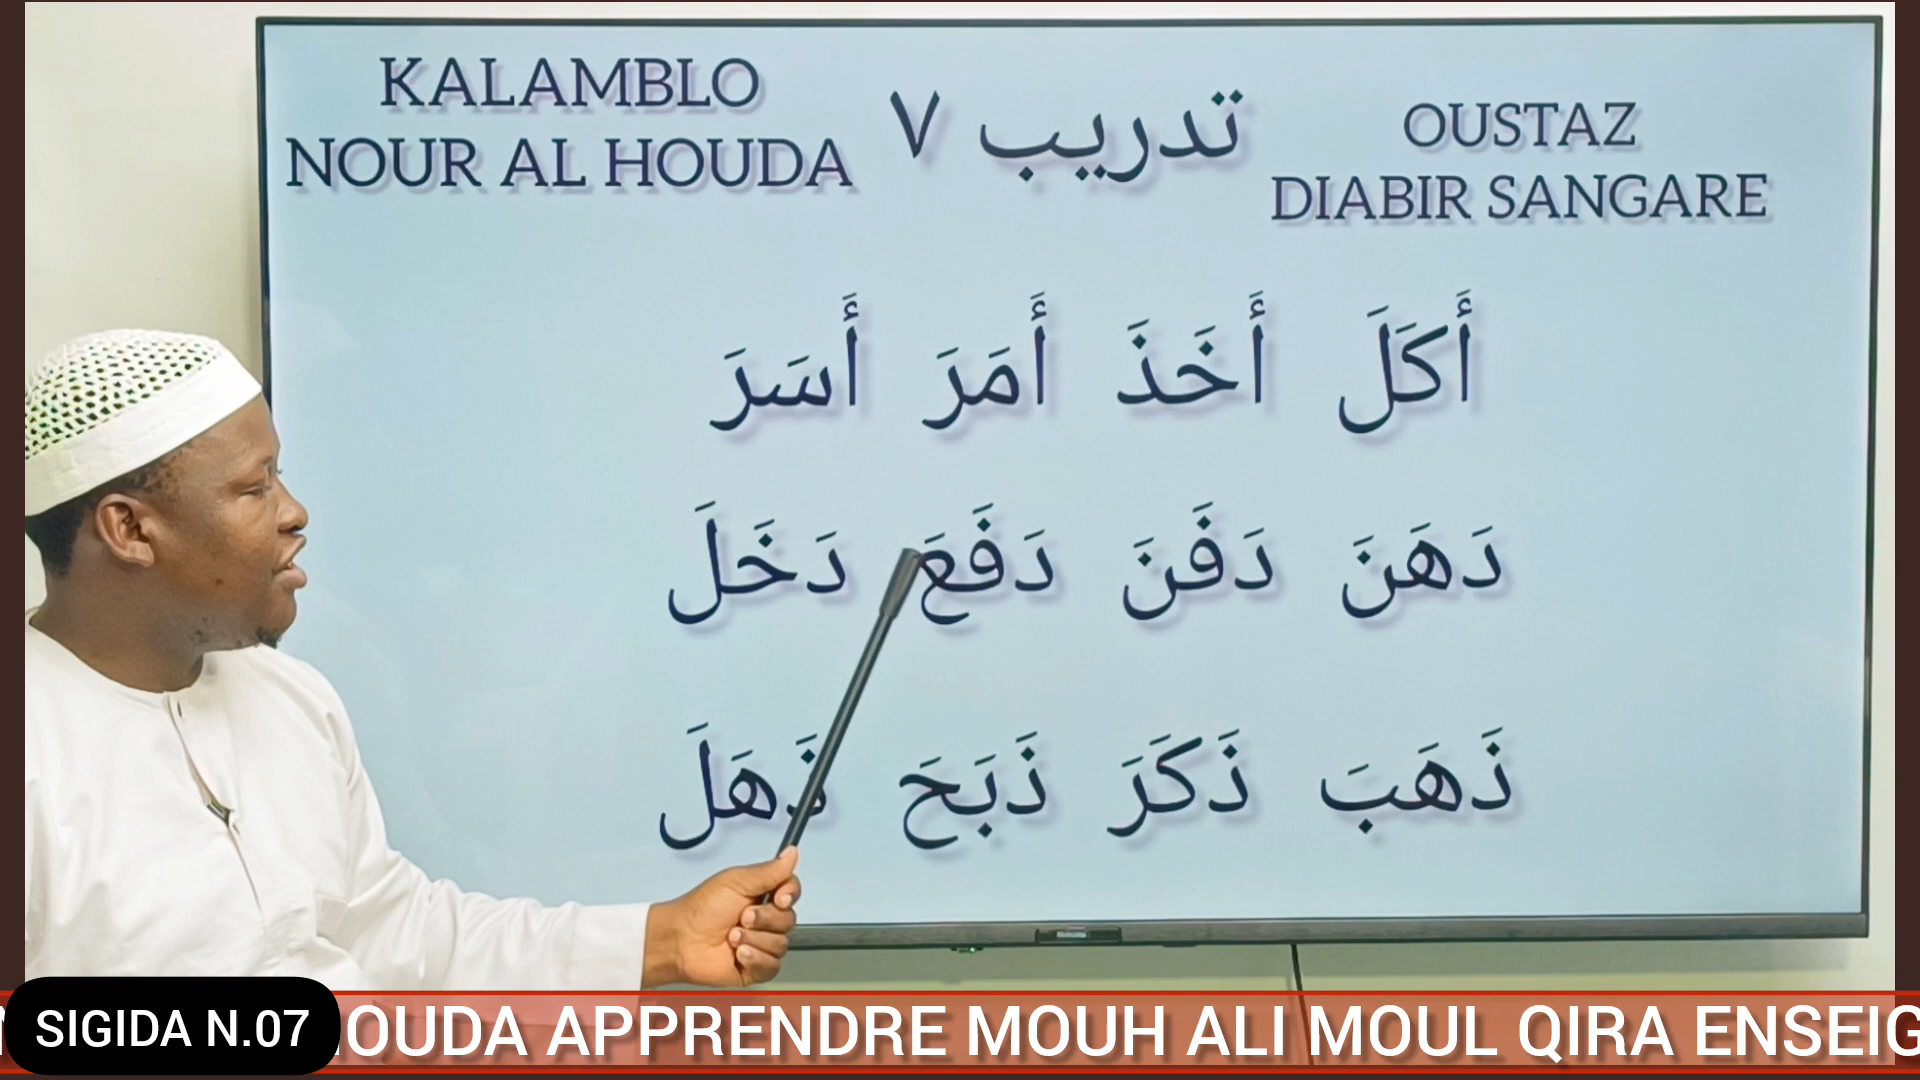 KALAMBLO
NOUR AL HOUDA
تدريب ٧
OUSTAZ
DIABIR SANGARE
أَكَلَ أَخَذَ أَمَرَ أَسَرَ
دَهَنَ دَفَنَ دَفَعَ دَخَلَ
ذَهَبَ ذَكَرَ ذَبَحَ ذَهَلَ
SIGIDA N.07
OUDA APPRENDRE MOUH ALI MOUL QIRA ENSEIG